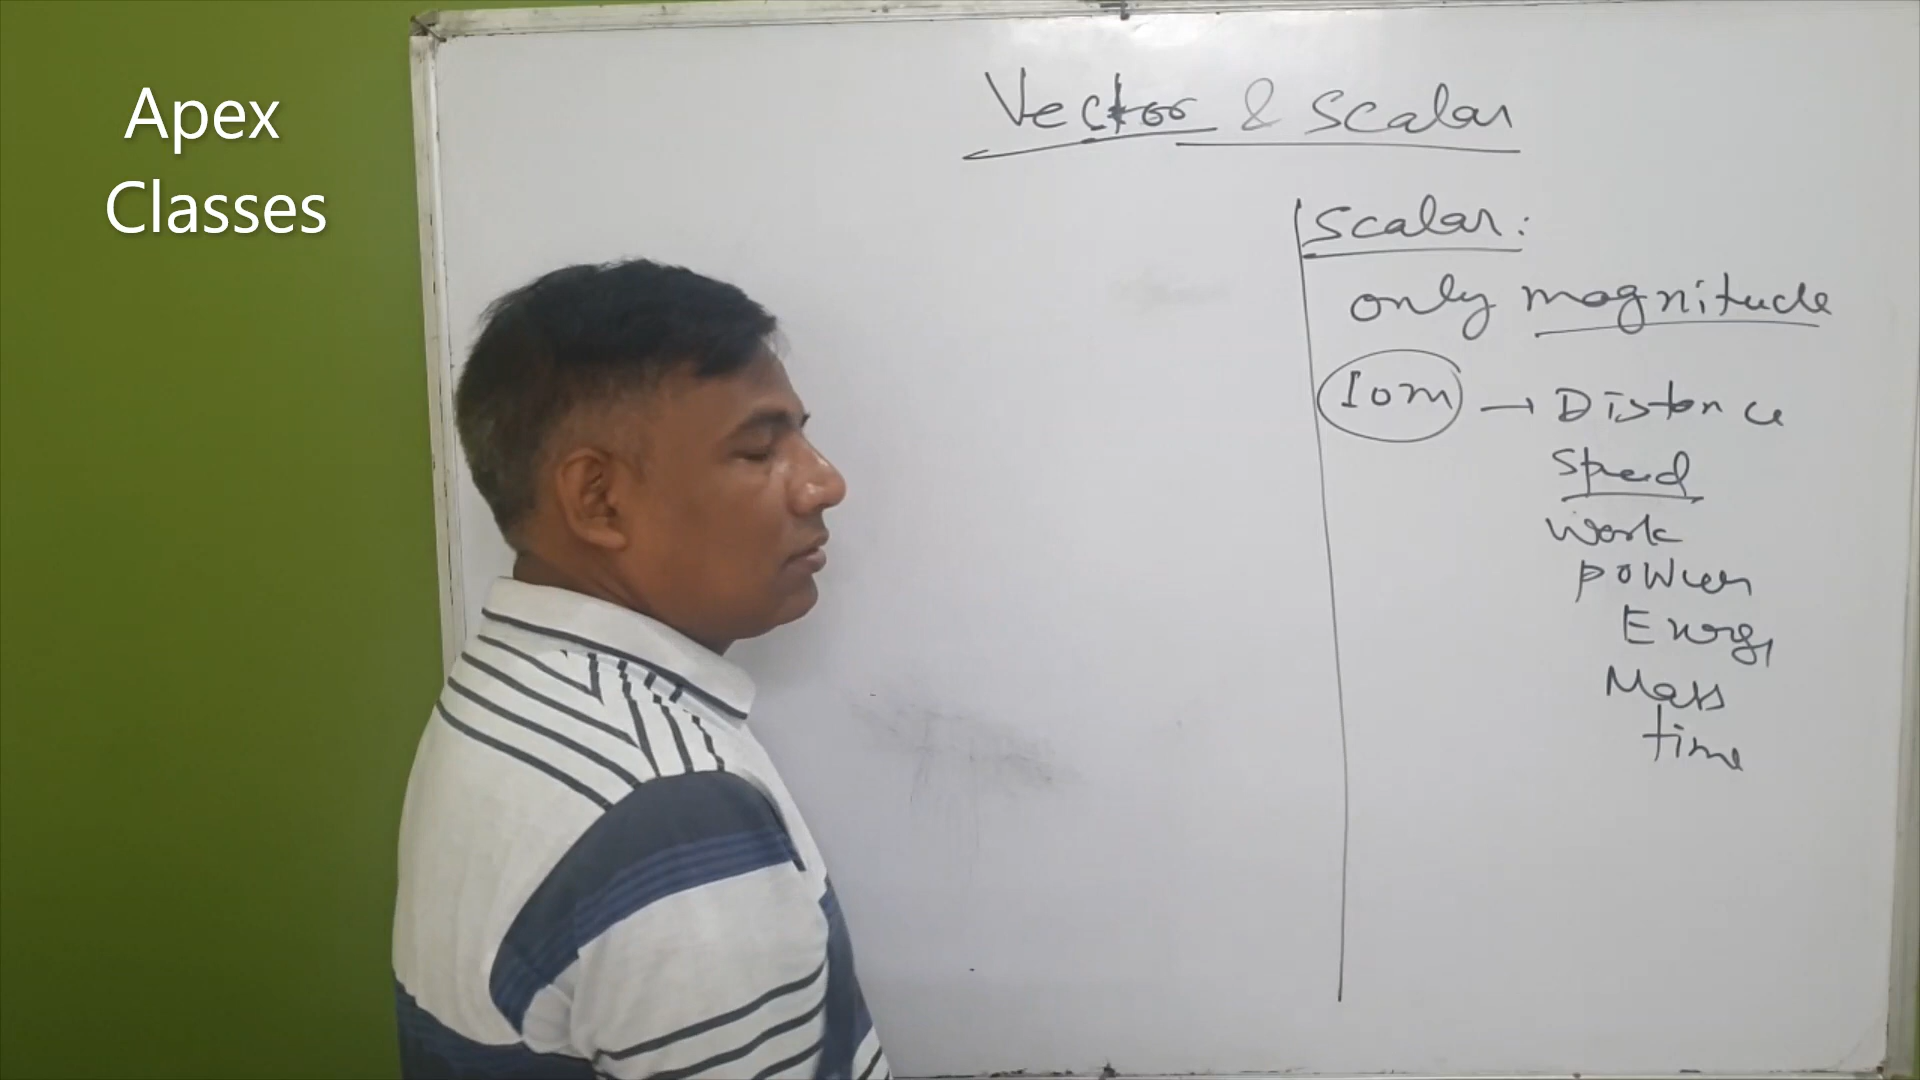 Apex
Classes
Vector & Scalar
Scalar:
only magnitude
10m → Distance
Speed
Work
power
Energy
Mass
time